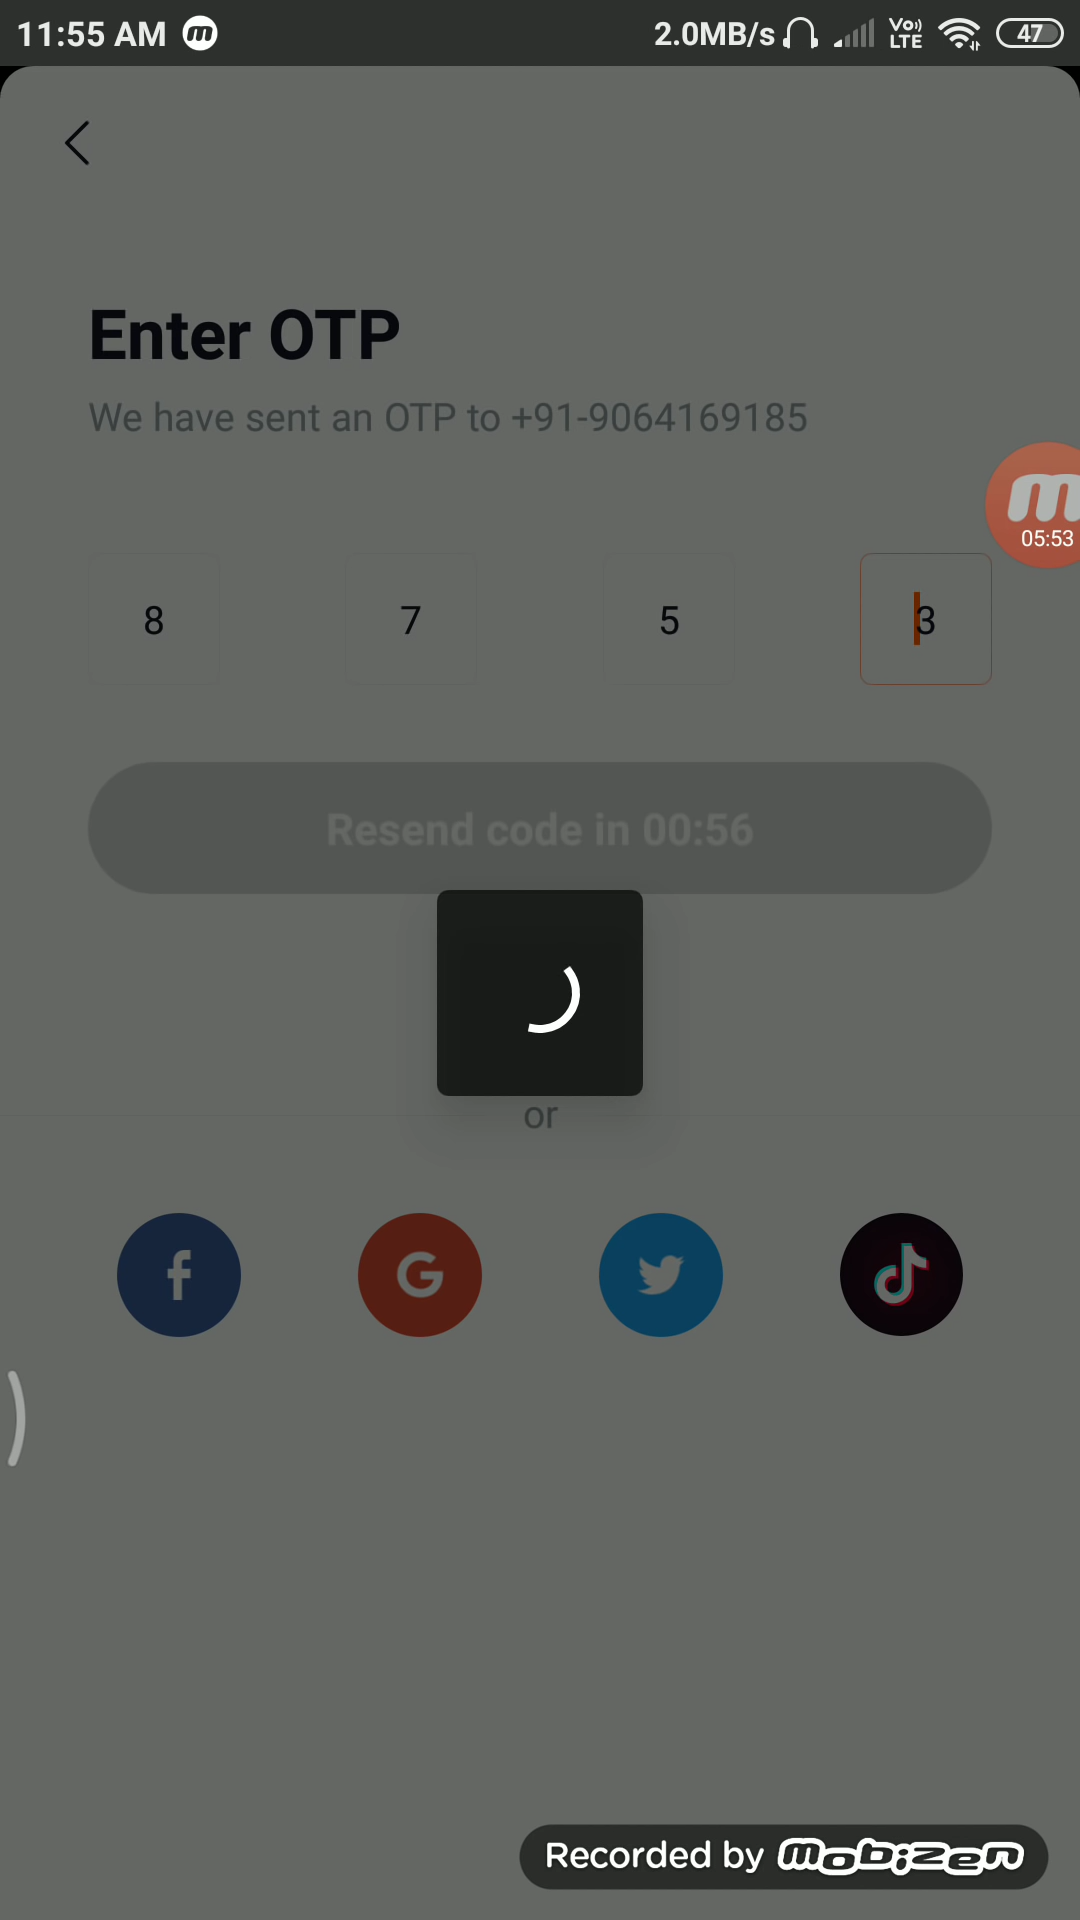 11:55 AM m 2.0MB/s Vo) LTE 47
Enter OTP
We have sent an OTP to +91-9064169185
m
05:53
8 7 5 3
Resend code in 00:56
or
f G
Recorded by mobizen